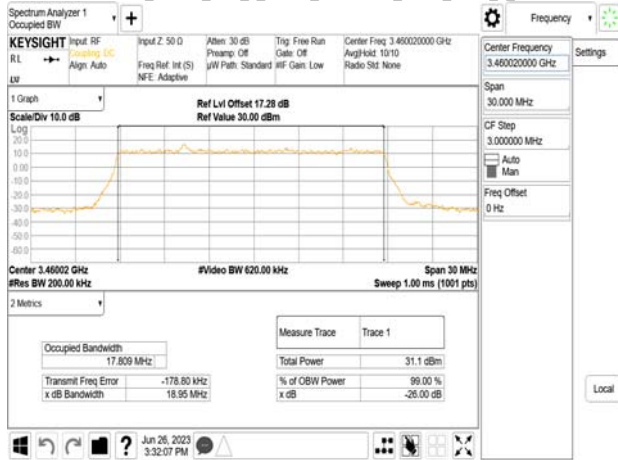 Spectrum Analyzer 1
Occupied BW
+
Frequency
KEYSIGHT
Input: RF
Input Z: 50 Ω
Atten: 30 dB
Trig: Free Run
Center Freq: 3.460020000 GHz
RL
Coupling: DC
Preamp: Off
Gate: Off
Avg|Hold: 10/10
Align: Auto
Freq Ref: Int (S)
µW Path: Standard
#IF Gain: Low
Radio Std: None
LVI
NFE: Adaptive
Center Frequency
3.460020000 GHz
Settings
Span
30.000 MHz
CF Step
3.000000 MHz
Auto
Man
Freq Offset
0 Hz
Local
1 Graph
Ref Lvl Offset 17.28 dB
Scale/Div 10.0 dB
Ref Value 30.00 dBm
Log
20.0
10.0
0.00
-10.0
-20.0
-30.0
-40.0
-50.0
-60.0
Center 3.46002 GHz
#Video BW 620.00 kHz
Span 30 MHz
#Res BW 200.00 kHz
Sweep 1.00 ms (1001 pts)
2 Metrics
Measure Trace
Trace 1
Occupied Bandwidth
17.809 MHz
Total Power
31.1 dBm
Transmit Freq Error
-178.80 kHz
% of OBW Power
99.00 %
x dB Bandwidth
18.95 MHz
x dB
-26.00 dB
?
Jun 26, 2023
3:32:07 PM